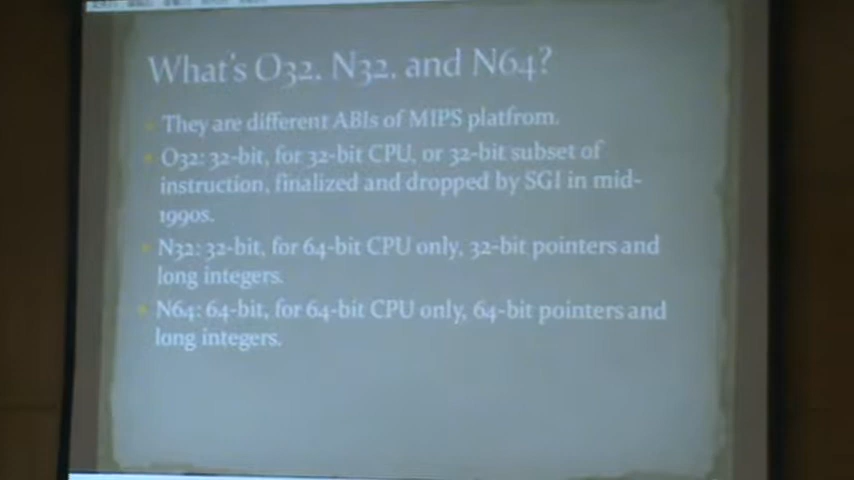 What's O32, N32, and N64?
They are different ABIs of MIPS platfrom.
O32: 32-bit, for 32-bit CPU, or 32-bit subset of
instruction, finalized and dropped by SGI in mid-
1990s.
N32: 32-bit, for 64-bit CPU only, 32-bit pointers and
long integers.
N64: 64-bit, for 64-bit CPU only, 64-bit pointers and
long integers.